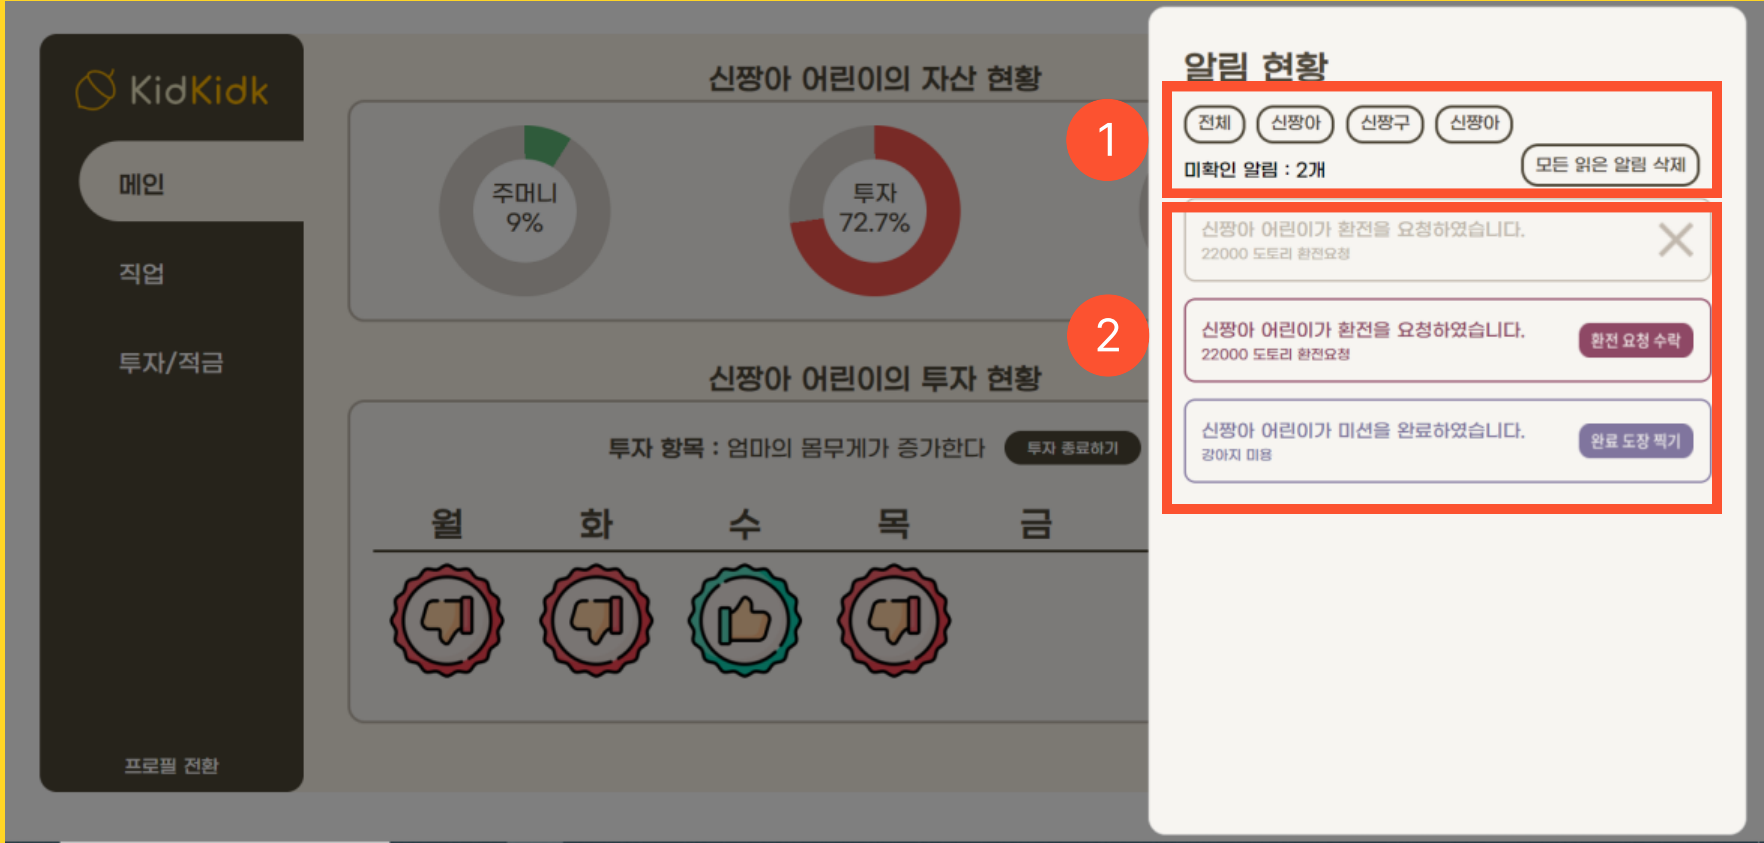 KidKidk
메인
직업
투자/적금
프로필 전환
신짱아 어린이의 자산 현황
주머니
9%
투자
72.7%
신짱아 어린이의 투자 현황
투자 항목 : 엄마의 몸무게가 증가한다
투자 종료하기
월 화 수 목 금
1
2
알림 현황
전체 신짱아 신짱구 신쨩아
미확인 알림 : 2개
모든 읽은 알림 삭제
신짱아 어린이가 환전을 요청하였습니다.
22000 도토리 환전요청
신짱아 어린이가 환전을 요청하였습니다.
22000 도토리 환전요청
환전 요청 수락
신짱아 어린이가 미션을 완료하였습니다.
강아지 미용
완료 도장 찍기